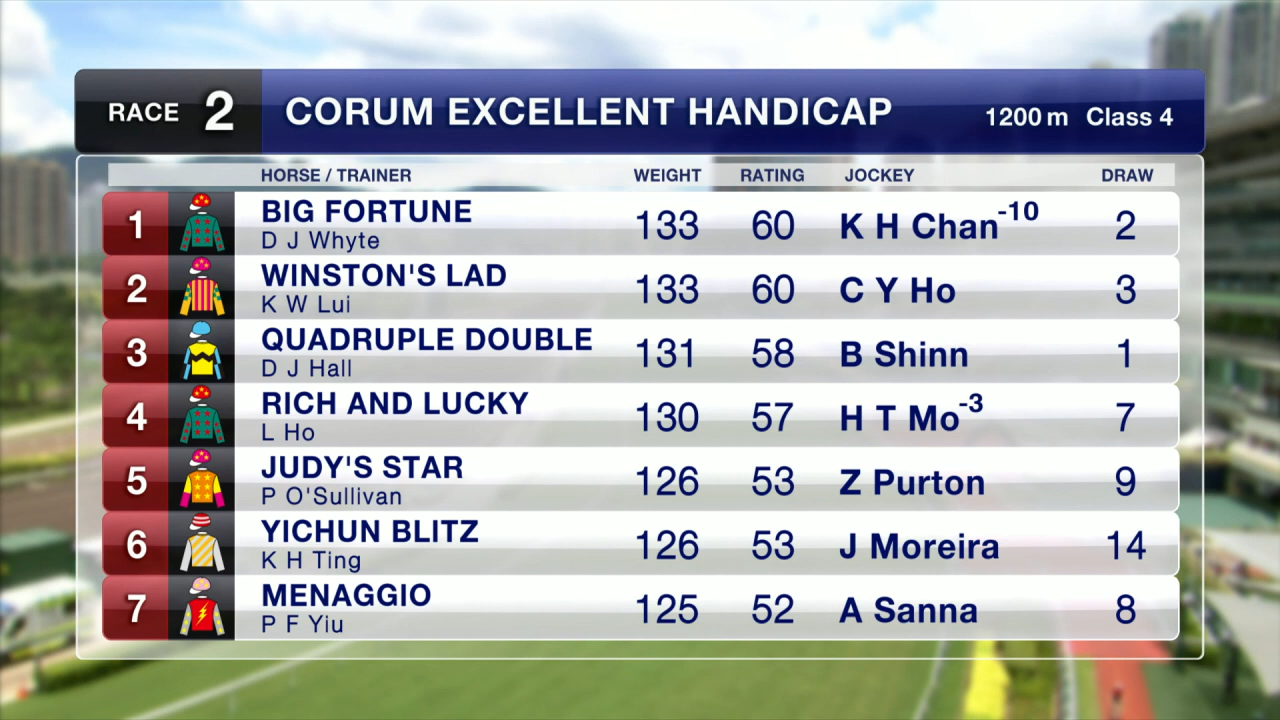 RACE 2 CORUM EXCELLENT HANDICAP 1200 m Class 4
HORSE / TRAINER WEIGHT RATING JOCKEY DRAW
1 BIG FORTUNE 133 60 K H Chan-10 2
D J Whyte
2 WINSTON'S LAD 133 60 C Y Ho 3
K W Lui
3 QUADRUPLE DOUBLE 131 58 B Shinn 1
D J Hall
4 RICH AND LUCKY 130 57 H T Mo-3 7
L Ho
5 JUDY'S STAR 126 53 Z Purton 9
P O'Sullivan
6 YICHUN BLITZ 126 53 J Moreira 14
K H Ting
7 MENAGGIO 125 52 A Sanna 8
P F Yiu